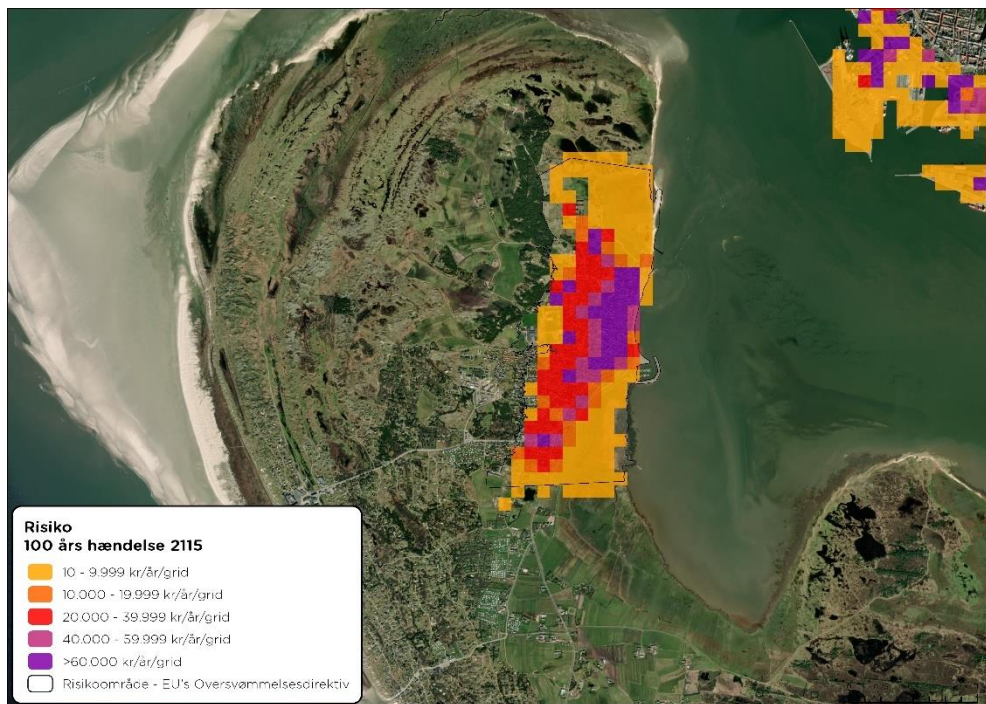 Risiko
100 års hændelse 2115
10 - 9.999 kr/år/grid
10.000 - 19.999 kr/år/grid
20.000 - 39.999 kr/år/grid
40.000 - 59.999 kr/år/grid
>60.000 kr/år/grid
Risikoområde - EU's Oversvømmelsesdirektiv